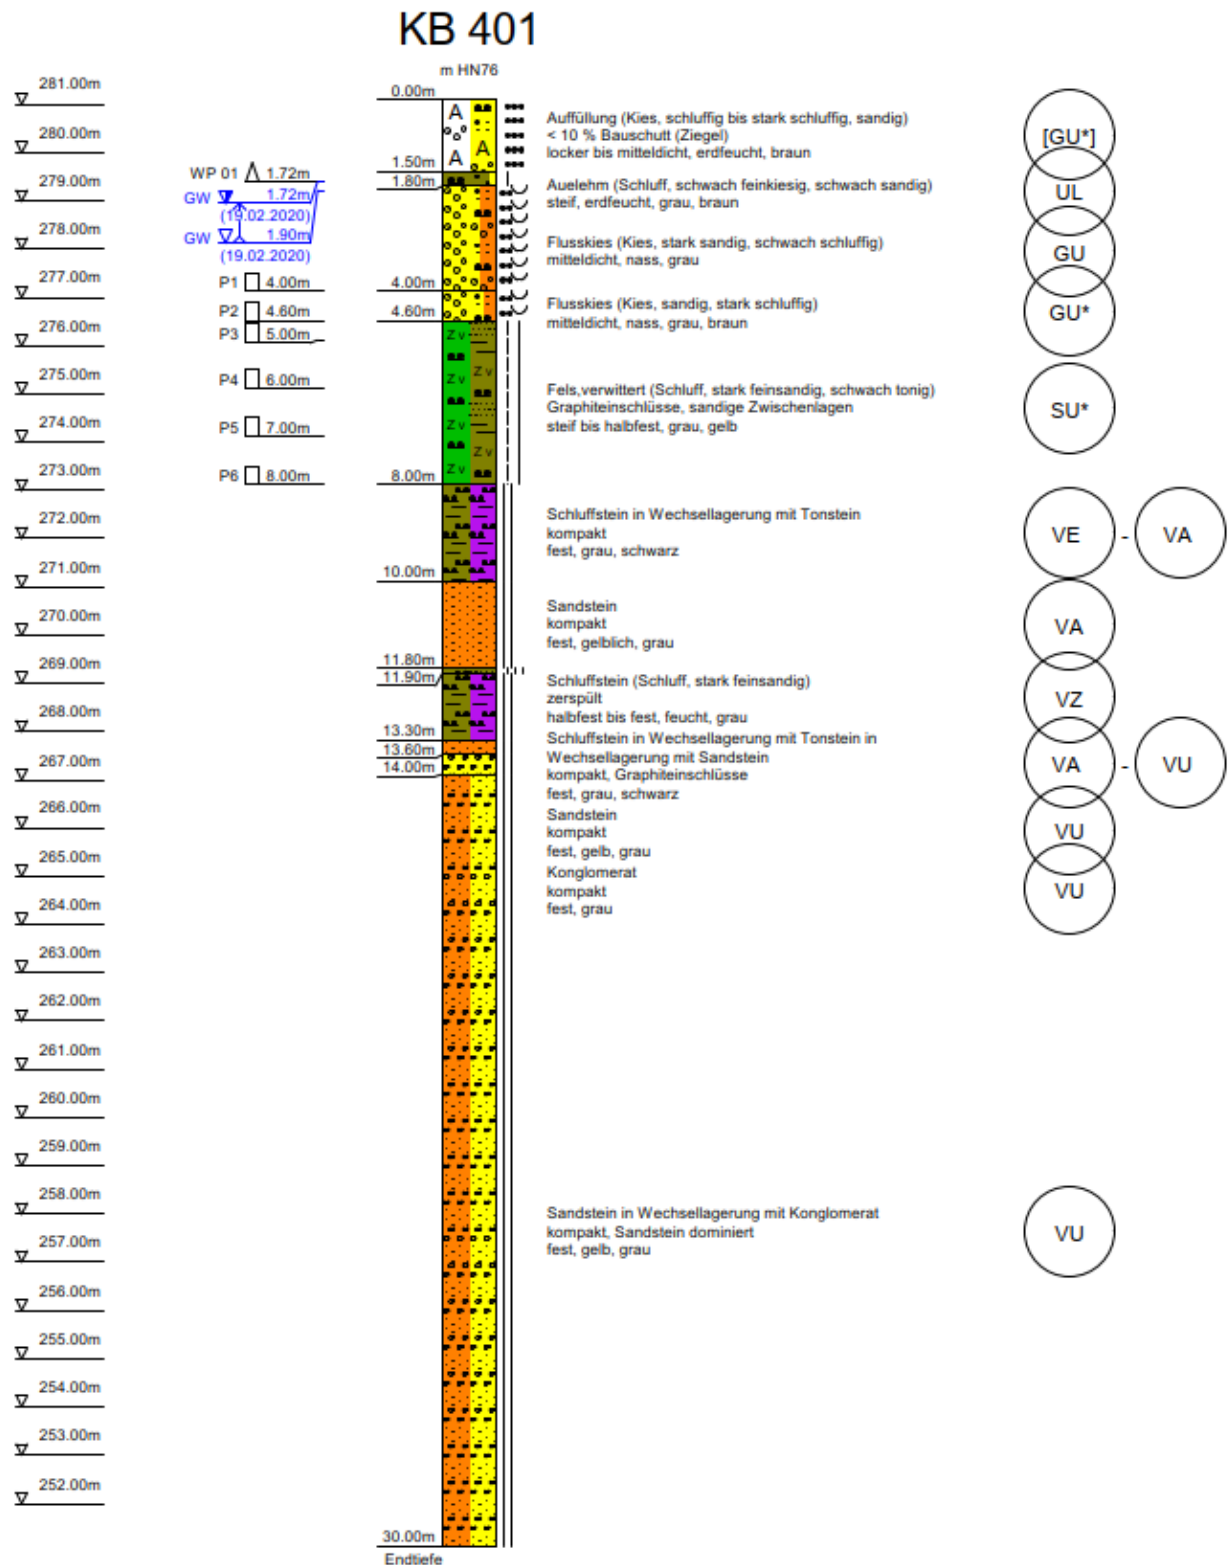 KB 401
m HN76
281.00m
280.00m
279.00m
278.00m
277.00m
276.00m
275.00m
274.00m
273.00m
272.00m
271.00m
270.00m
269.00m
268.00m
267.00m
266.00m
265.00m
264.00m
263.00m
262.00m
261.00m
260.00m
259.00m
258.00m
257.00m
256.00m
255.00m
254.00m
253.00m
252.00m
WP 01 1.72m
GW 1.72m
(19.02.2020)
GW 1.90m
(19.02.2020)
P1 4.00m
P2 4.60m
P3 5.00m
P4 6.00m
P5 7.00m
P6 8.00m
0.00m
1.50m
1.80m
4.00m
4.60m
8.00m
10.00m
11.80m
11.90m
13.30m
13.60m
14.00m
30.00m
Endtiefe
A
A
A
Z v
Z v
Z v
Z v
Z v
Z v
Auffüllung (Kies, schluffig bis stark schluffig, sandig)
< 10 % Bauschutt (Ziegel)
locker bis mitteldicht, erdfeucht, braun
[GU*]
Auelehm (Schluff, schwach feinkiesig, schwach sandig)
steif, erdfeucht, grau, braun
UL
Flusskies (Kies, stark sandig, schwach schluffig)
mitteldicht, nass, grau
GU
Flusskies (Kies, sandig, stark schluffig)
mitteldicht, nass, grau, braun
GU*
Fels,verwittert (Schluff, stark feinsandig, schwach tonig)
Graphiteinschlüsse, sandige Zwischenlagen
steif bis halbfest, grau, gelb
SU*
Schluffstein in Wechsellagerung mit Tonstein
kompakt
fest, grau, schwarz
VE - VA
Sandstein
kompakt
fest, gelblich, grau
VA
Schluffstein (Schluff, stark feinsandig)
zerspült
halbfest bis fest, feucht, grau
VZ
Schluffstein in Wechsellagerung mit Tonstein in
Wechsellagerung mit Sandstein
kompakt, Graphiteinschlüsse
fest, grau, schwarz
VA - VU
Sandstein
kompakt
fest, gelb, grau
VU
Konglomerat
kompakt
fest, grau
VU
Sandstein in Wechsellagerung mit Konglomerat
kompakt, Sandstein dominiert
fest, gelb, grau
VU